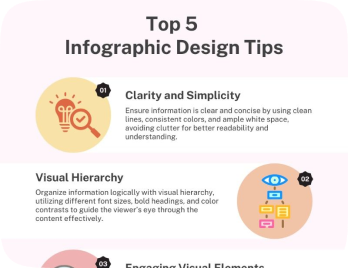 Top 5
Infographic Design Tips
01
Clarity and Simplicity
Ensure information is clear and concise by using clean
lines, consistent colors, and ample white space,
avoiding clutter for better readability and
understanding.
Visual Hierarchy
02
Organize information logically with visual hierarchy,
utilizing different font sizes, bold headings, and color
contrasts to guide the viewer's eye through the
content effectively.
03
Engaging Visual Elements